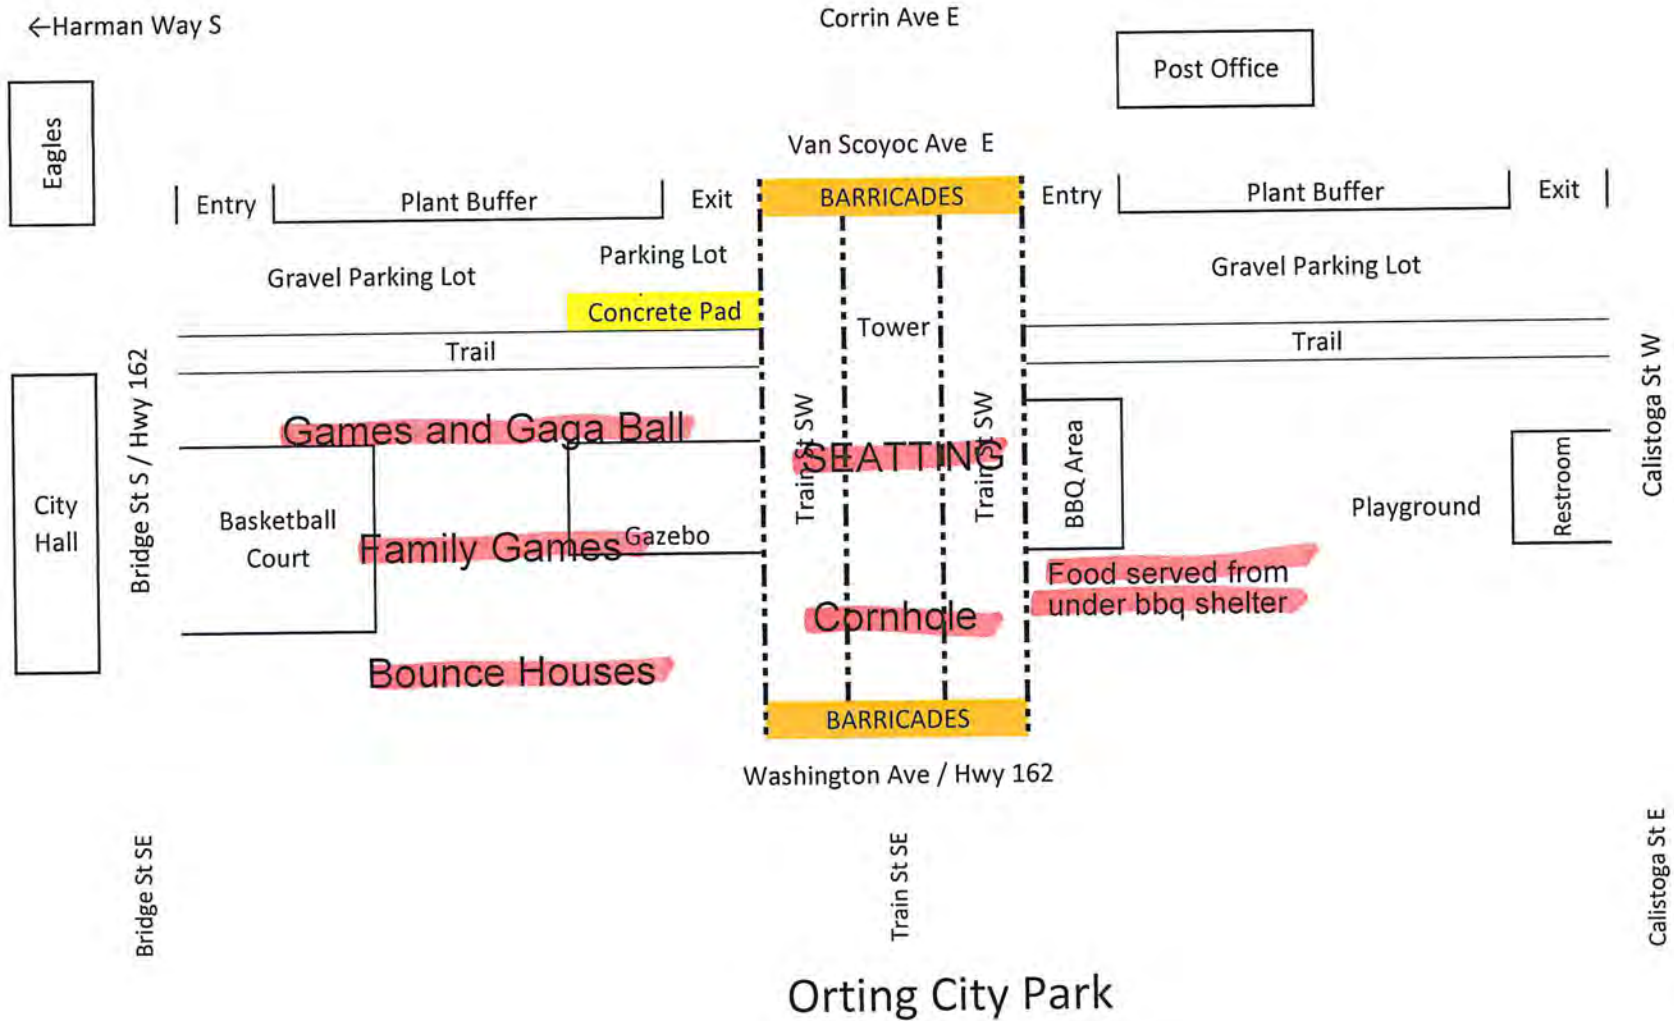 ←Harman Way S
Corrin Ave E
Post Office
Eagles
Van Scoyoc Ave E
Entry
Plant Buffer
Exit
BARRICADES
Entry
Plant Buffer
Exit
Gravel Parking Lot
Parking Lot
Gravel Parking Lot
Concrete Pad
Tower
Trail
Trail
City
Hall
Bridge St S / Hwy 162
Games and Gaga Ball
Train St SW
SEATTING
Train St SW
BBQ Area
Calistoga St W
Basketball
Court
Family Games
Gazebo
Playground
Restroom
Food served from
under bbq shelter
Cornhole
Bounce Houses
BARRICADES
Washington Ave / Hwy 162
Bridge St SE
Train St SE
Calistoga St E
Orting City Park